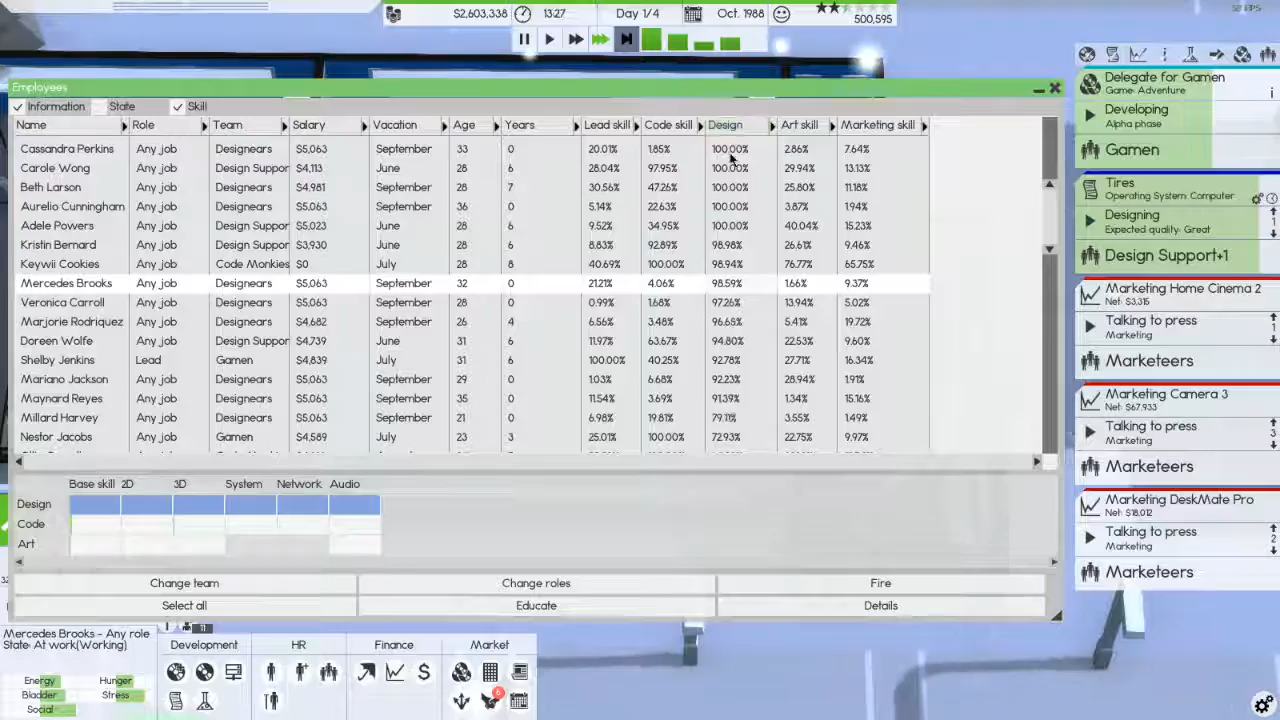 $2,603,338 13:27 Day 1/4 Oct. 1988 500,595
Employees
Information State Skill
Name Role Team Salary Vacation Age Years Lead skill Code skill Design Art skill Marketing skill
Cassandra Perkins Any job Designears $5,063 September 33 0 20.01% 1.85% 100.00% 2.86% 7.64%
Carole Wong Any job Design Suppor $4,113 June 28 6 28.04% 97.95% 100.00% 29.94% 13.13%
Beth Larson Any job Designears $4,981 September 28 7 30.56% 47.26% 100.00% 25.80% 11.18%
Aurelio Cunningham Any job Designears $5,063 September 36 0 5.14% 22.63% 100.00% 3.87% 1.94%
Adele Powers Any job Design Suppor $5,023 June 28 6 9.52% 34.95% 100.00% 40.04% 15.23%
Kristin Bernard Any job Design Suppor $3,930 June 28 6 8.83% 92.89% 98.98% 26.61% 9.46%
Keywii Cookies Any job Code Monkies $0 July 28 8 40.69% 100.00% 98.94% 76.77% 65.75%
Mercedes Brooks Any job Designears $5,063 September 32 0 21.21% 4.06% 98.59% 1.66% 9.37%
Veronica Carroll Any job Designears $5,063 September 28 0 0.99% 1.68% 97.26% 13.94% 5.02%
Marjorie Rodriquez Any job Designears $4,682 September 26 4 6.56% 3.48% 96.65% 5.41% 19.72%
Doreen Wolfe Any job Design Suppor $4,739 June 31 6 11.97% 63.67% 94.80% 22.53% 9.60%
Shelby Jenkins Lead Gamen $4,839 July 31 6 100.00% 40.25% 92.78% 27.71% 16.34%
Mariano Jackson Any job Designears $5,063 September 29 0 1.03% 6.68% 92.23% 28.94% 1.91%
Maynard Reyes Any job Designears $5,063 September 35 0 11.54% 3.69% 91.39% 1.34% 15.16%
Millard Harvey Any job Designears $5,063 September 21 0 6.98% 19.81% 79.11% 3.55% 1.49%
Nestor Jacobs Any job Gamen $4,589 July 23 3 25.01% 100.00% 72.93% 22.75% 9.97%
Base skill 2D 3D System Network Audio
Design
Code
Art
Change team Change roles Fire
Select all Educate Details
Mercedes Brooks - Any role
State: At work(Working)
Energy Hunger
Bladder Stress
Social
Development HR Finance Market
6
Delegate for Gamen
Game: Adventure
Developing
Alpha phase
Gamen
Tires
Operating System: Computer
Designing
Expected quality: Great
1
Design Support+1
Marketing Home Cinema 2
Net: $3,315
Talking to press
Marketing
1
Marketeers
Marketing Camera 3
Net: $67,933
Talking to press
Marketing
3
Marketeers
Marketing DeskMate Pro
Net: $18,012
Talking to press
Marketing
2
Marketeers